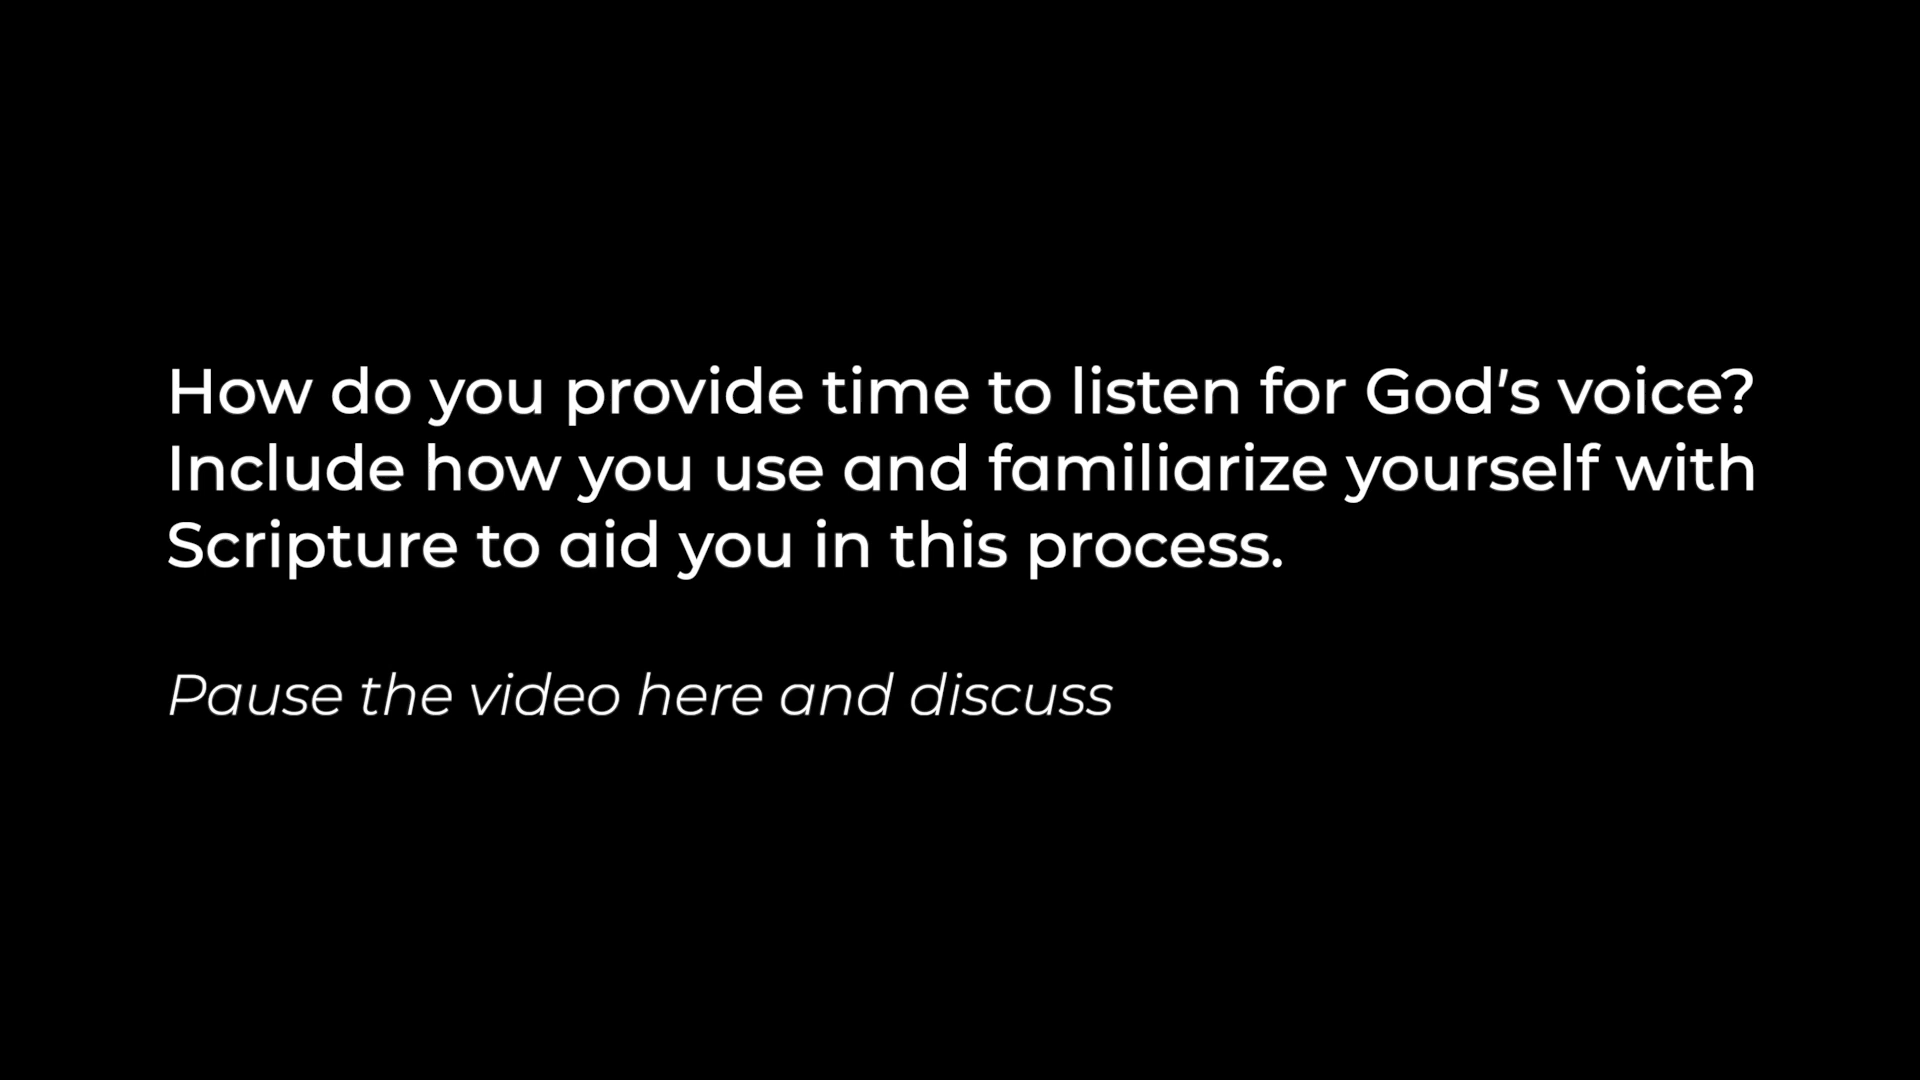 How do you provide time to listen for God's voice?
Include how you use and familiarize yourself with
Scripture to aid you in this process.
Pause the video here and discuss